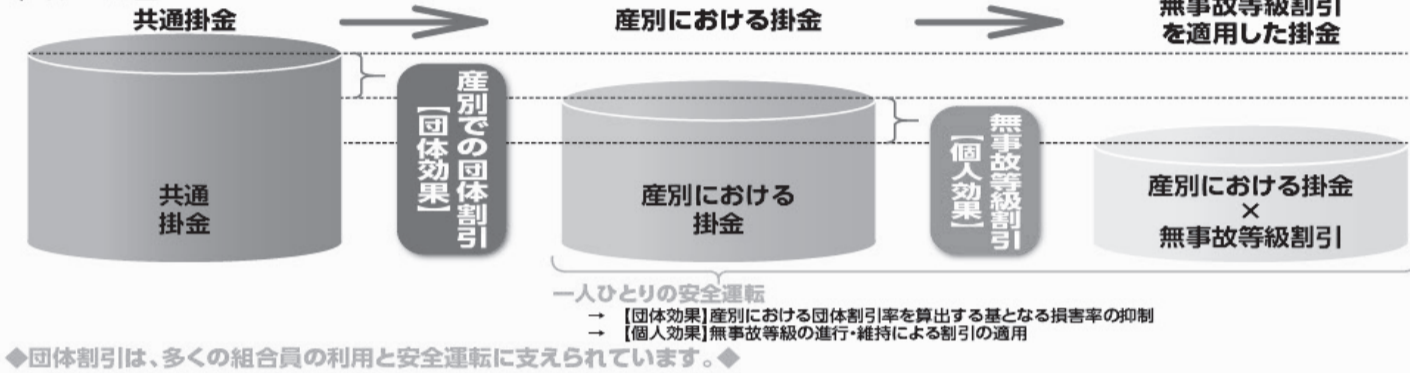 共通掛金
産別における掛金
無事故等級割引
を適用した掛金
産別での団体割引
【団体効果】
無事故等級割引
【個人効果】
共通
掛金
産別における
掛金
産別における掛金
×
無事故等級割引
一人ひとりの安全運転
→ 【団体効果】産別における団体割引率を算出する基となる損害率の抑制
→ 【個人効果】無事故等級の進行・維持による割引の適用
◆団体割引は、多くの組合員の利用と安全運転に支えられています。◆